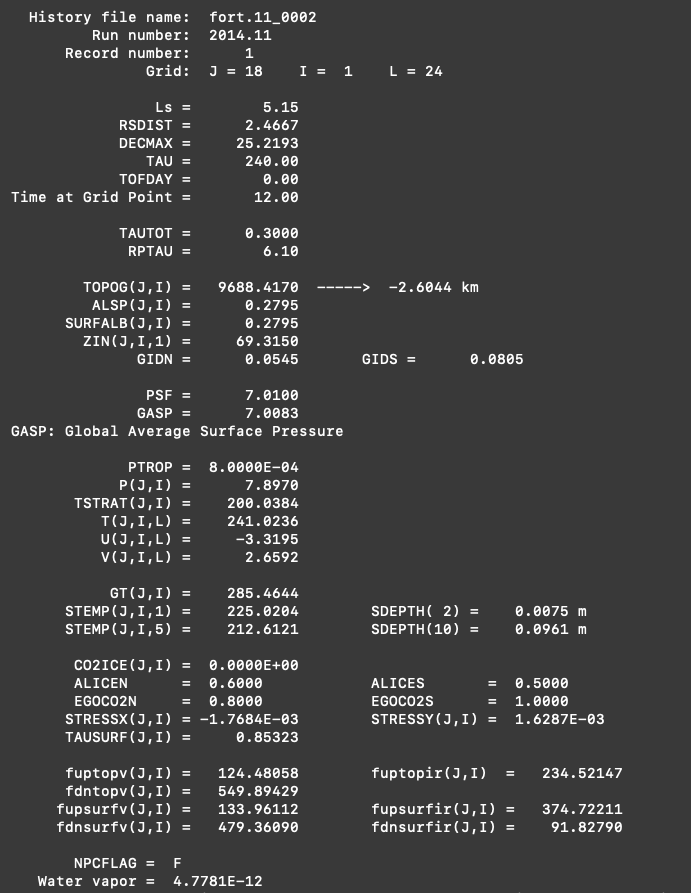 History file name:  fort.11_0002
Run number:  2014.11
Record number:      1
Grid:  J = 18    I =  1    L = 24
Ls =        5.15
RSDIST =      2.4667
DECMAX =     25.2193
TAU =      240.00
TOFDAY =        0.00
Time at Grid Point =       12.00
TAUTOT =      0.3000
RPTAU =        6.10
TOPOG(J,I) =   9688.4170  ----->  -2.6044 km
ALSP(J,I) =      0.2795
SURFALB(J,I) =      0.2795
ZIN(J,I,1) =     69.3150
GIDN =      0.0545       GIDS =      0.0805
PSF =      7.0100
GASP =      7.0083
GASP: Global Average Surface Pressure
PTROP =  8.0000E-04
P(J,I) =      7.8970
TSTRAT(J,I) =    200.0384
T(J,I,L) =    241.0236
U(J,I,L) =     -3.3195
V(J,I,L) =      2.6592
GT(J,I) =    285.4644
STEMP(J,I,1) =    225.0204        SDEPTH( 2) =    0.0075 m
STEMP(J,I,5) =    212.6121        SDEPTH(10) =    0.0961 m
CO2ICE(J,I) =  0.0000E+00
ALICEN      =  0.6000            ALICES       =  0.5000
EGOCO2N     =  0.8000            EGOCO2S      =  1.0000
STRESSX(J,I) = -1.7684E-03        STRESSY(J,I) =  1.6287E-03
TAUSURF(J,I) =     0.85323
fuptopv(J,I) =   124.48058        fuptopir(J,I)  =   234.52147
fdntopv(J,I) =   549.89429
fupsurfv(J,I) =   133.96112        fupsurfir(J,I) =   374.72211
fdnsurfv(J,I) =   479.36090        fdnsurfir(J,I) =    91.82790
NPCFLAG =  F
Water vapor =  4.7781E-12